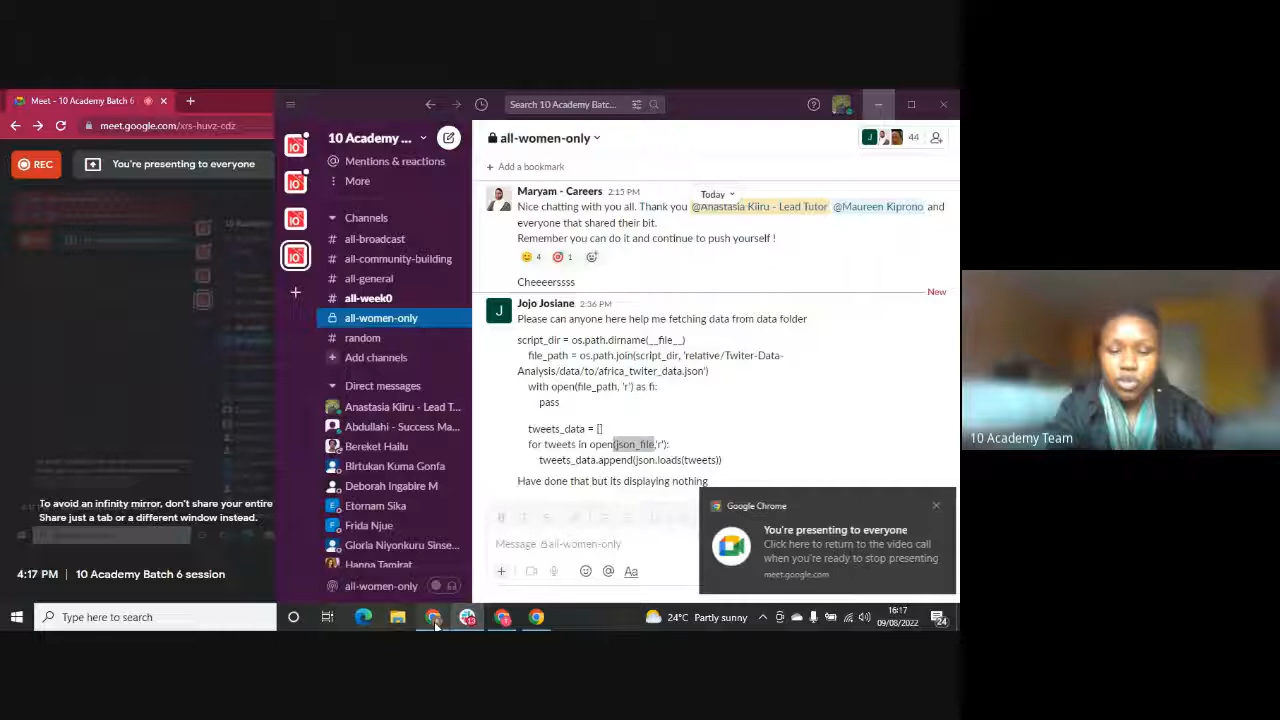 Meet - 10 Academy Batch 6
meet.google.com/xrs-huvz-cdz
REC
You're presenting to everyone
To avoid an infinity mirror, don't share your entire
Share just a tab or a different window instead.
4:17 PM | 10 Academy Batch 6 session
Search 10 Academy Batc...
10 Academy ...
Mentions & reactions
More
Channels
# all-broadcast
# all-community-building
# all-general
# all-week0
all-women-only
# random
Add channels
Direct messages
Anastasia Kiiru - Lead T...
Abdullahi - Success Ma...
Bereket Hailu
Birtukan Kuma Gonfa
Deborah Ingabire M
Etornam Sika
Frida Njue
Gloria Niyonkuru Sinse...
Hanna Tamirat
all-women-only
all-women-only
J
44
+ Add a bookmark
Maryam - Careers 2:15 PM
Today
Nice chatting with you all. Thank you @Anastasia Kiiru - Lead Tutor @Maureen Kiprono and
everyone that shared their bit.
Remember you can do it and continue to push yourself !
4
1
Cheeeerssss
New
J
Jojo Josiane 2:36 PM
Please can anyone here help me fetching data from data folder
script_dir = os.path.dirname(__file__)
file_path = os.path.join(script_dir, 'relative/Twiter-Data-
Analysis/data/to/africa_twiter_data.json')
with open(file_path, 'r') as fi:
pass
tweets_data = []
for tweets in open(json_file,'r'):
tweets_data.append(json.loads(tweets))
Have done that but its displaying nothing
Message all-women-only
Aa
Google Chrome
You're presenting to everyone
Click here to return to the video call
when you're ready to stop presenting
meet.google.com
Type here to search
13
24°C Partly sunny
16:17
09/08/2022
24
10 Academy Team